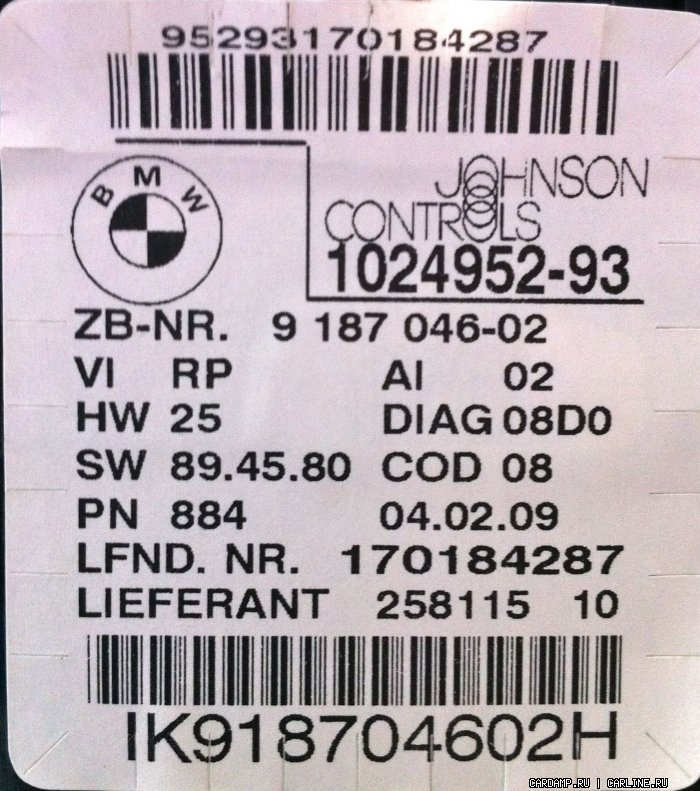 95293170184287
BMW
JOHNSON
CONTROLS
1024952-93
ZB-NR. 9 187 046-02
VI RP AI 02
HW 25 DIAG 08D0
SW 89.45.80 COD 08
PN 884 04.02.09
LFND. NR. 170184287
LIEFERANT 258115 10
IK918704602H
CARDAMP.RU | CARLINE.RU